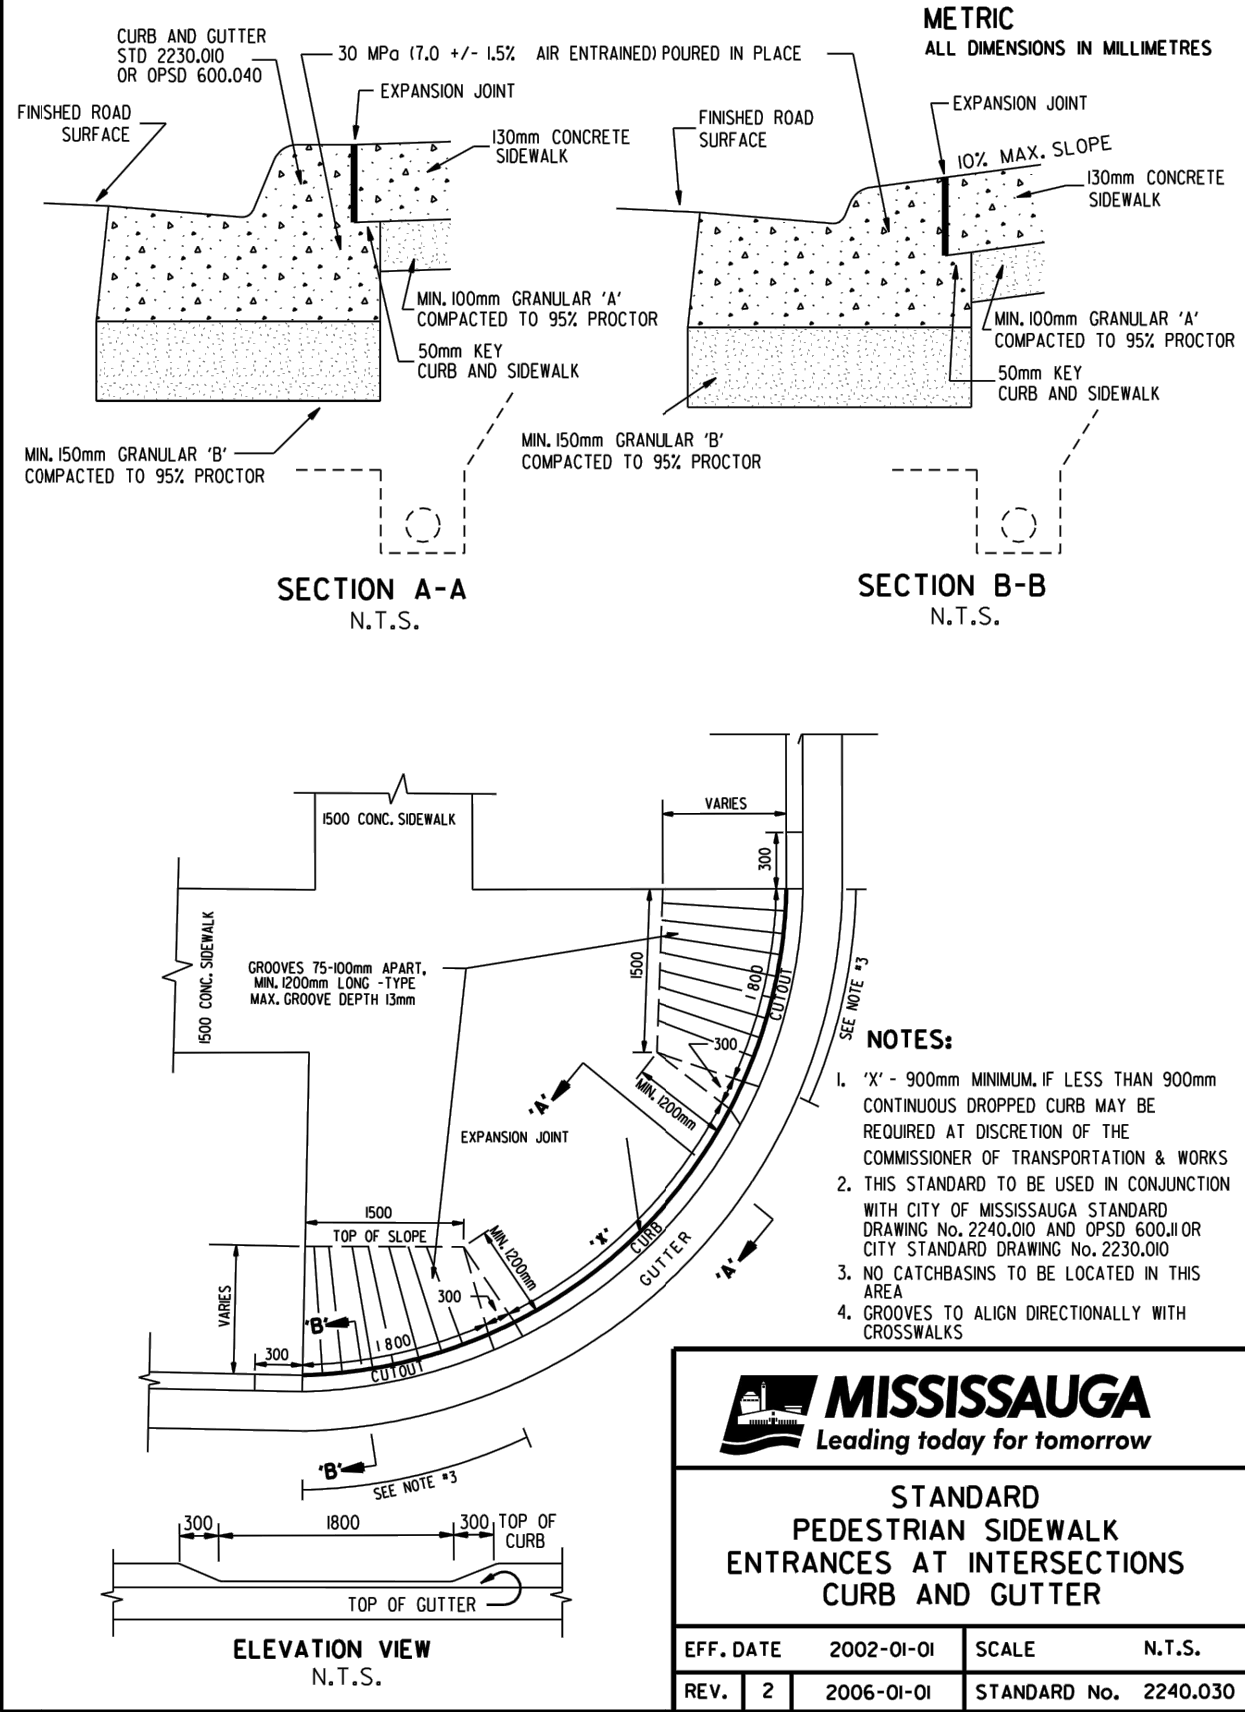 METRIC
ALL DIMENSIONS IN MILLIMETRES
CURB AND GUTTER
STD 2230.010
OR OPSD 600.040
30 MPa (7.0 +/- 1.5% AIR ENTRAINED) POURED IN PLACE
EXPANSION JOINT
FINISHED ROAD
SURFACE
130mm CONCRETE
SIDEWALK
MIN. 100mm GRANULAR 'A'
COMPACTED TO 95% PROCTOR
50mm KEY
CURB AND SIDEWALK
MIN. 150mm GRANULAR 'B'
COMPACTED TO 95% PROCTOR
SECTION A-A
N.T.S.
FINISHED ROAD
SURFACE
EXPANSION JOINT
10% MAX. SLOPE
130mm CONCRETE
SIDEWALK
MIN. 100mm GRANULAR 'A'
COMPACTED TO 95% PROCTOR
50mm KEY
CURB AND SIDEWALK
MIN. 150mm GRANULAR 'B'
COMPACTED TO 95% PROCTOR
SECTION B-B
N.T.S.
1500 CONC. SIDEWALK
VARIES
300
1500 CONC. SIDEWALK
GROOVES 75-100mm APART,
MIN. 1200mm LONG -TYPE
MAX. GROOVE DEPTH 13mm
1500
1800
CUTOUT
SEE NOTE #3
300
MIN. 1200mm
'A'
EXPANSION JOINT
1500
TOP OF SLOPE
MIN. 1200mm
'X'
CURB
GUTTER
'A'
VARIES
300
'B'
1800
300
CUTOUT
'B'
SEE NOTE #3
NOTES:
1. 'X' - 900mm MINIMUM. IF LESS THAN 900mm
CONTINUOUS DROPPED CURB MAY BE
REQUIRED AT DISCRETION OF THE
COMMISSIONER OF TRANSPORTATION & WORKS
2. THIS STANDARD TO BE USED IN CONJUNCTION
WITH CITY OF MISSISSAUGA STANDARD
DRAWING No. 2240.010 AND OPSD 600.11 OR
CITY STANDARD DRAWING No. 2230.010
3. NO CATCHBASINS TO BE LOCATED IN THIS
AREA
4. GROOVES TO ALIGN DIRECTIONALLY WITH
CROSSWALKS
300
1800
300
TOP OF
CURB
TOP OF GUTTER
ELEVATION VIEW
N.T.S.
MISSISSAUGA
Leading today for tomorrow
STANDARD
PEDESTRIAN SIDEWALK
ENTRANCES AT INTERSECTIONS
CURB AND GUTTER
EFF. DATE 2002-01-01 SCALE N.T.S.
REV. 2 2006-01-01 STANDARD No. 2240.030